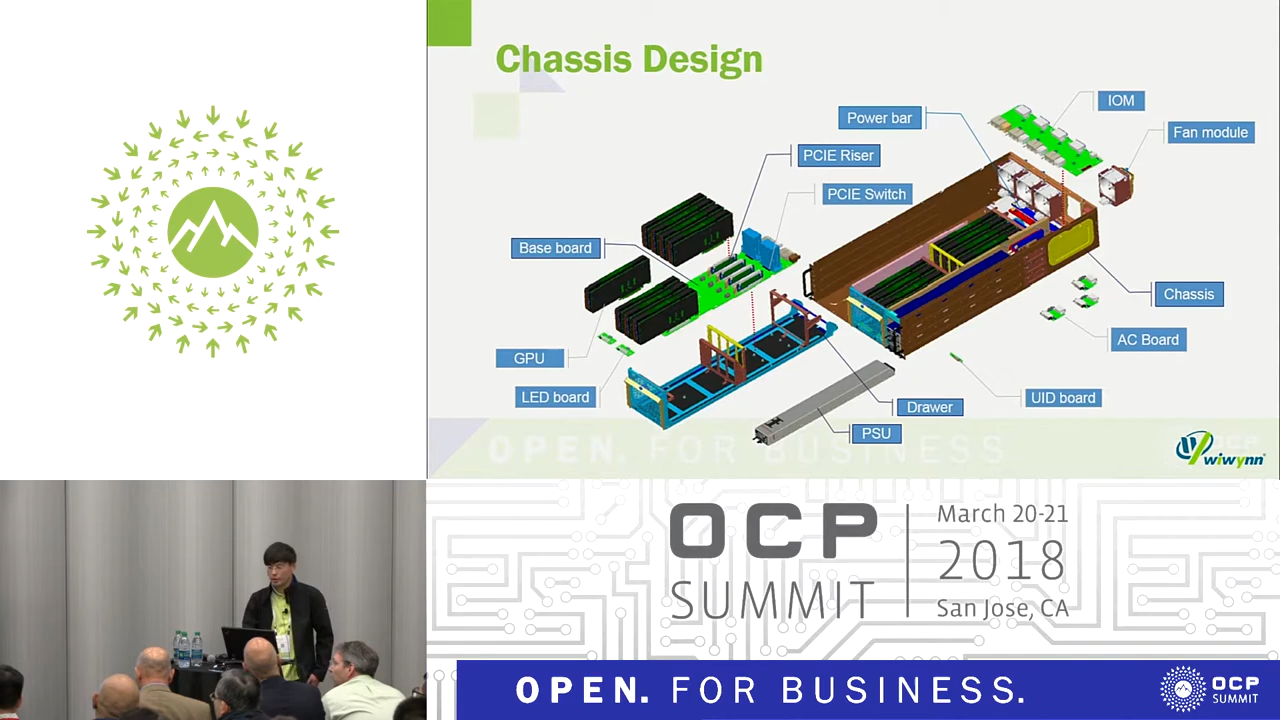 Chassis Design
IOM
Power bar
Fan module
PCIE Riser
PCIE Switch
Base board
Chassis
AC Board
GPU
LED board
UID board
Drawer
PSU
OPEN. FOR BUSINESS
OCP
wiwynn
OCP
SUMMIT
March 20-21
2018
San Jose, CA
OPEN. FOR BUSINESS.
OCP
SUMMIT